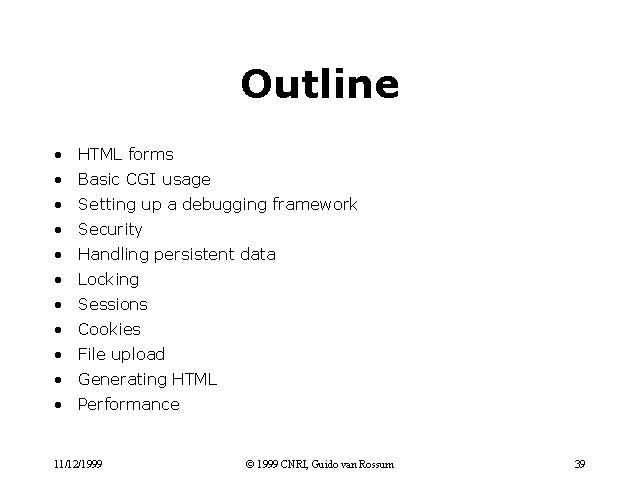 Outline
• HTML forms
• Basic CGI usage
• Setting up a debugging framework
• Security
• Handling persistent data
• Locking
• Sessions
• Cookies
• File upload
• Generating HTML
• Performance
11/12/1999 © 1999 CNRI, Guido van Rossum 39